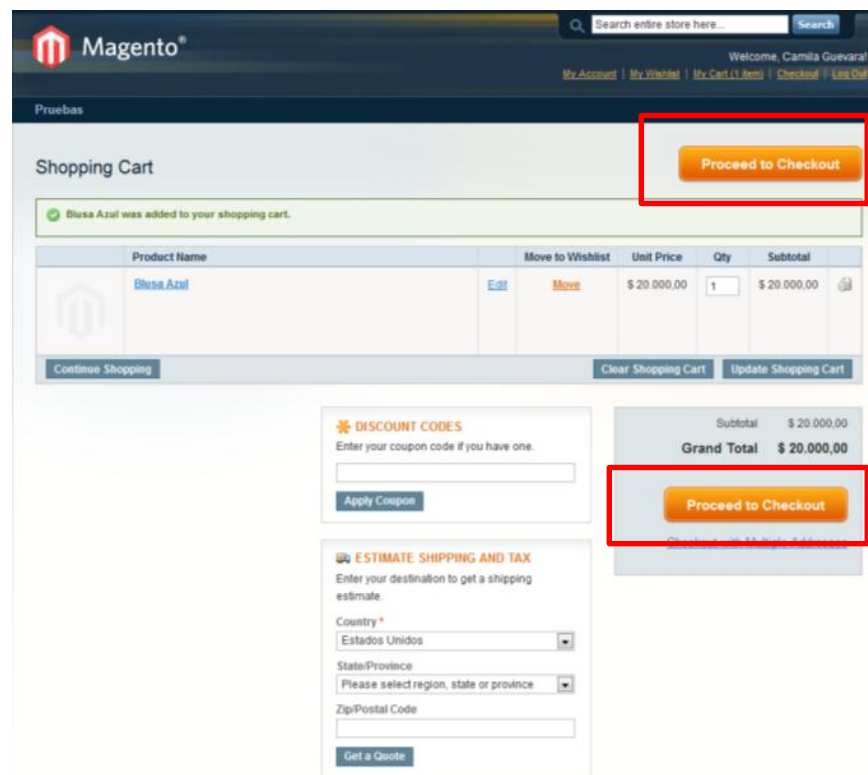 Search entire store here...
Search
Magento®
Welcome, Camila Guevara!
My Account | My Wishlist | My Cart (1 item) | Checkout | Log Out
Pruebas
Shopping Cart
Proceed to Checkout
Blusa Azul was added to your shopping cart.
Product Name Move to Wishlist Unit Price Qty Subtotal
Blusa Azul Edit Move $ 20.000,00 1 $ 20.000,00
Continue Shopping Clear Shopping Cart Update Shopping Cart
DISCOUNT CODES
Enter your coupon code if you have one.
Apply Coupon
Subtotal $ 20.000,00
Grand Total $ 20.000,00
Proceed to Checkout
Checkout with Multiple Addresses
ESTIMATE SHIPPING AND TAX
Enter your destination to get a shipping
estimate.
Country *
Estados Unidos
State/Province
Please select region, state or province
Zip/Postal Code
Get a Quote